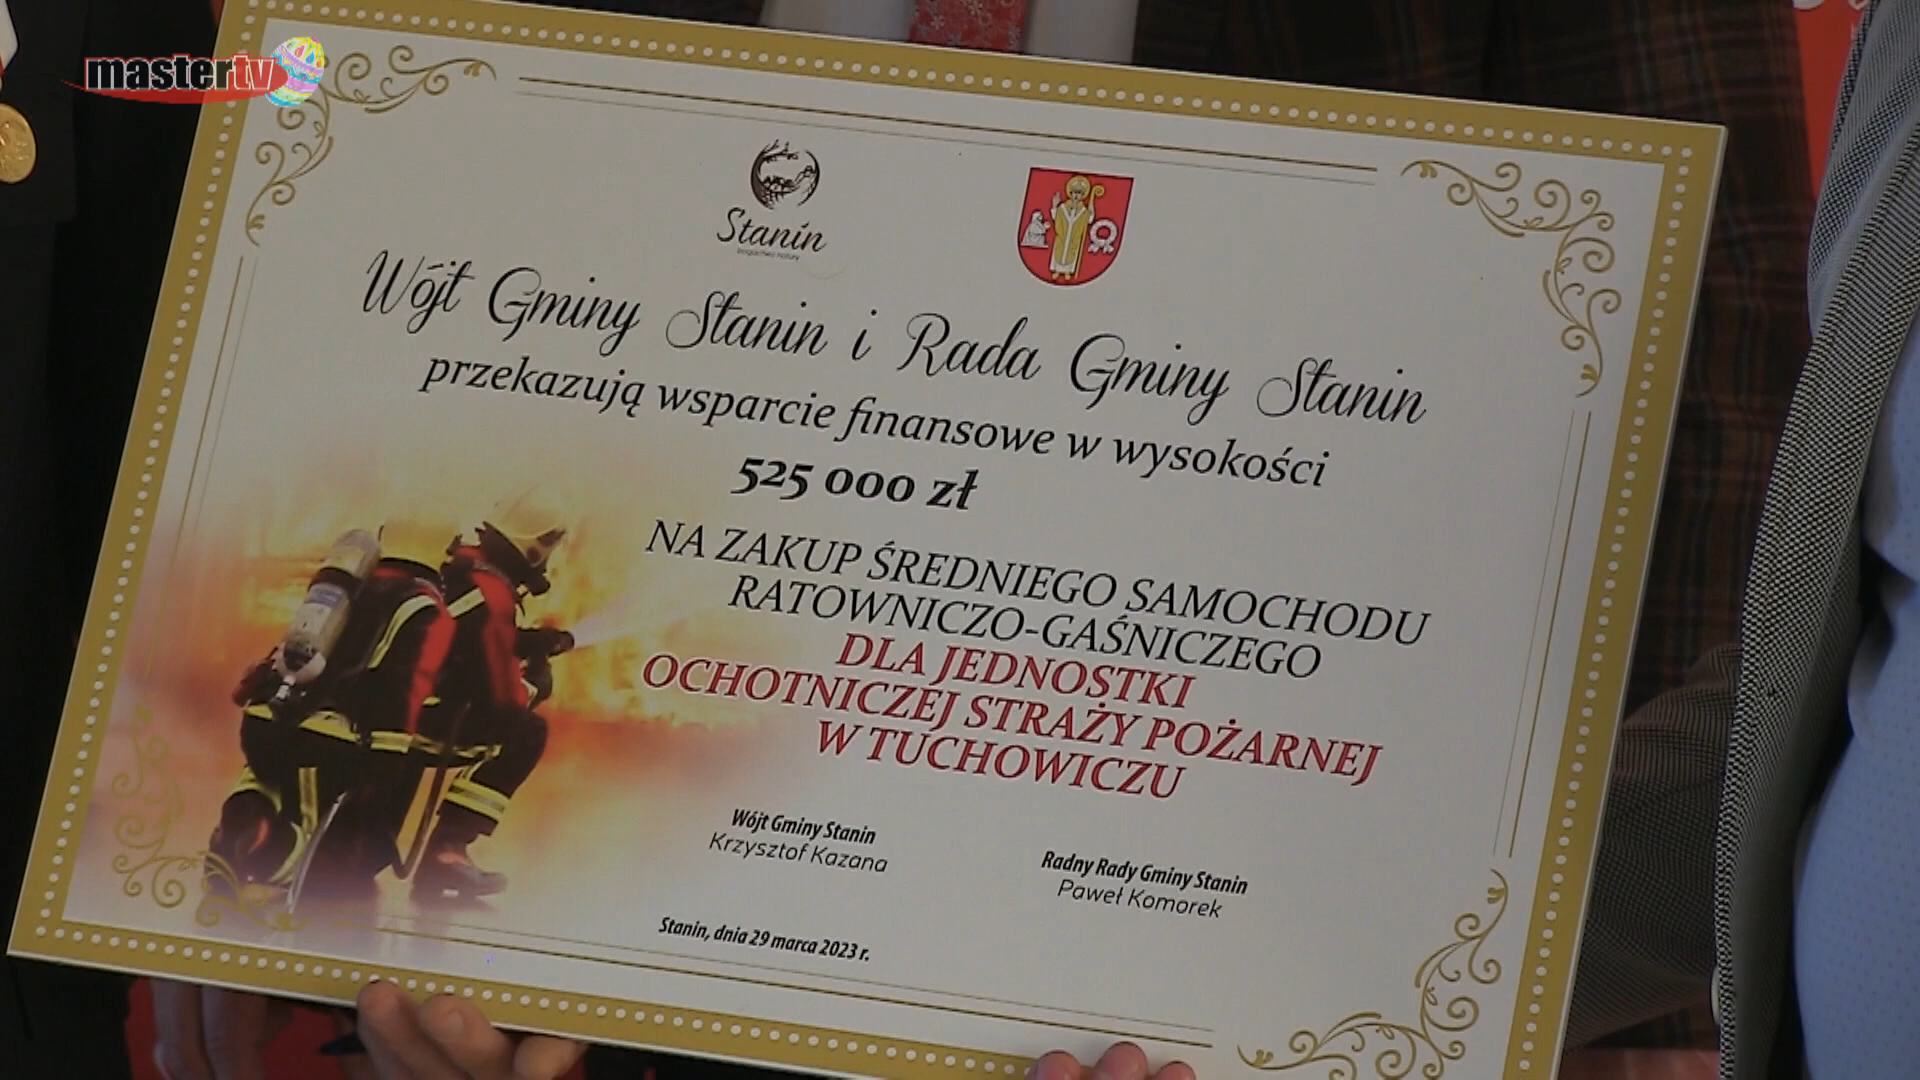 mastertv
Stanin
bogactwo natury
Wójt Gminy Stanin i Rada Gminy Stanin
przekazują wsparcie finansowe w wysokości
525 000 zł
NA ZAKUP ŚREDNIEGO SAMOCHODU
RATOWNICZO-GAŚNICZEGO
DLA JEDNOSTKI
OCHOTNICZEJ STRAŻY POŻARNEJ
W TUCHOWICZU
Wójt Gminy Stanin
Krzysztof Kazana
Radny Rady Gminy Stanin
Paweł Komorek
Stanin, dnia 29 marca 2023 r.